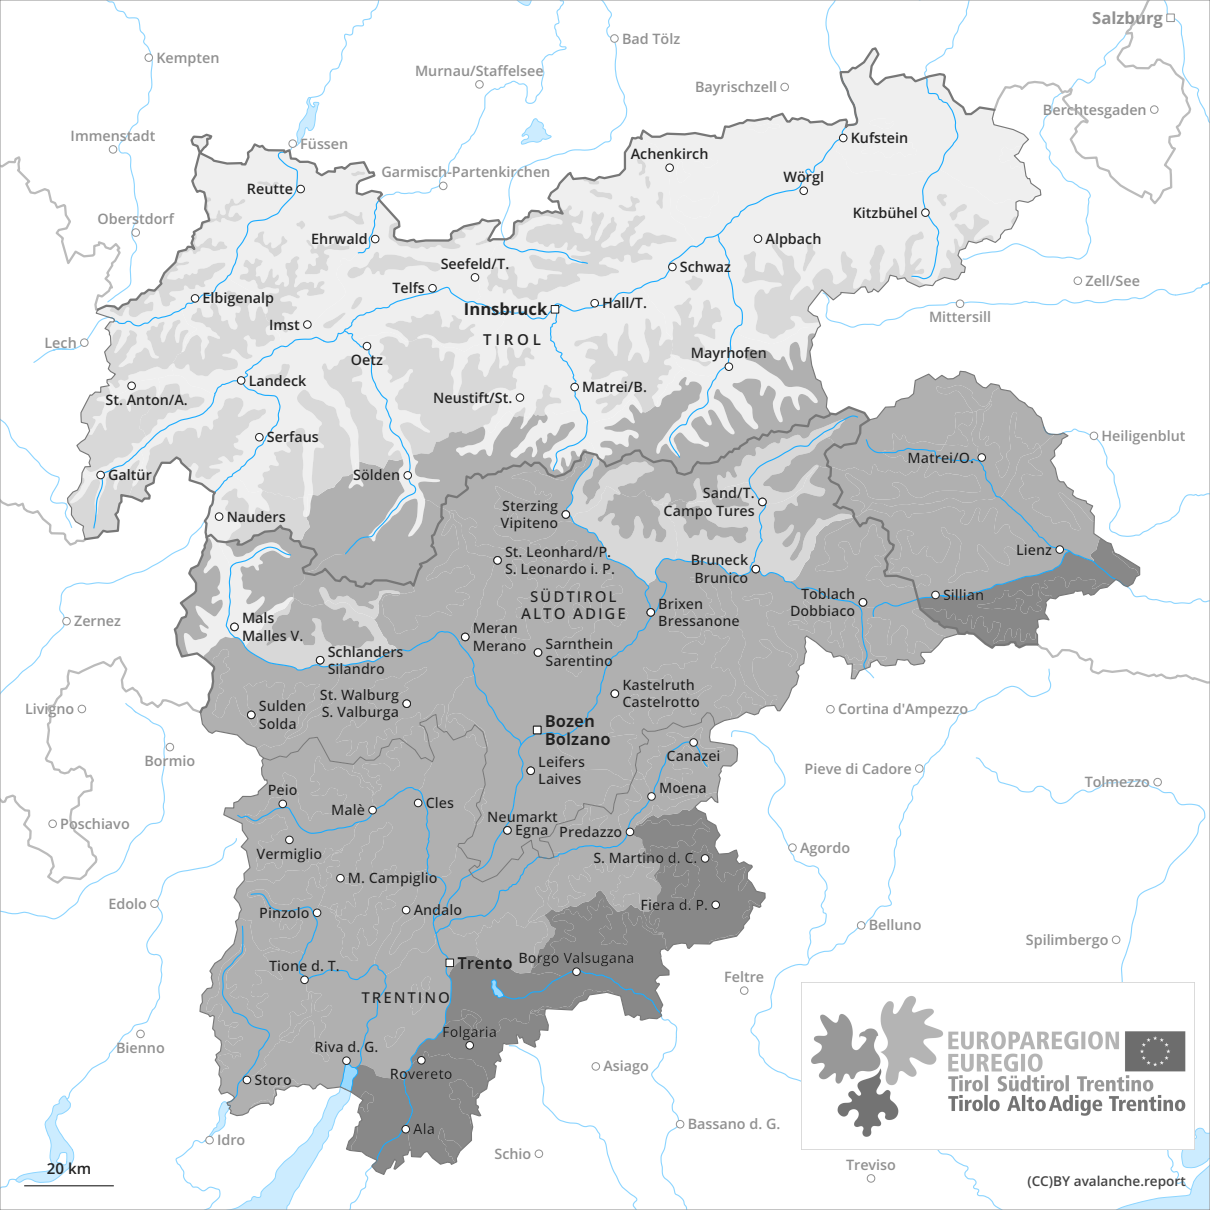 Salzburg
Bad Tölz
Kempten
Murnau/Staffelsee
Bayrischzell
Berchtesgaden
Immenstadt
Füssen
Kufstein
Achenkirch
Garmisch-Partenkirchen
Wörgl
Reutte
Oberstdorf
Kitzbühel
Ehrwald
Alpbach
Seefeld/T.
Schwaz
Zell/See
Telfs
Elbigenalp
Innsbruck
Hall/T.
Mittersill
Imst
TIROL
Lech
Oetz
Mayrhofen
Landeck
Matrei/B.
St. Anton/A.
Neustift/St.
Serfaus
Heiligenblut
Matrei/O.
Galtür
Sölden
Sand/T.
Campo Tures
Sterzing
Vipiteno
Nauders
St. Leonhard/P.
S. Leonardo i. P.
Lienz
Bruneck
Brunico
SÜDTIROL
ALTO ADIGE
Toblach
Dobbiaco
Sillian
Brixen
Bressanone
Mals
Malles V.
Zernez
Meran
Merano
Sarnthein
Sarentino
Schlanders
Silandro
Kastelruth
Castelrotto
St. Walburg
S. Valburga
Sulden
Solda
Livigno
Cortina d'Ampezzo
Bozen
Bolzano
Bormio
Canazei
Leifers
Laives
Pieve di Cadore
Tolmezzo
Peio
Moena
Malè
Cles
Neumarkt
Egna
Predazzo
Poschiavo
Vermiglio
S. Martino d. C.
Agordo
M. Campiglio
Edolo
Pinzolo
Andalo
Fiera d. P.
Belluno
Spilimbergo
Trento
Borgo Valsugana
Tione d. T.
Feltre
TRENTINO
Folgaria
Bienno
Riva d. G.
Rovereto
Asiago
Storo
Ala
Bassano d. G.
Idro
Schio
Treviso
EUROPAREGION
EUREGIO
Tirol Südtirol Trentino
Tirolo Alto Adige Trentino
20 km
(CC)BY avalanche.report